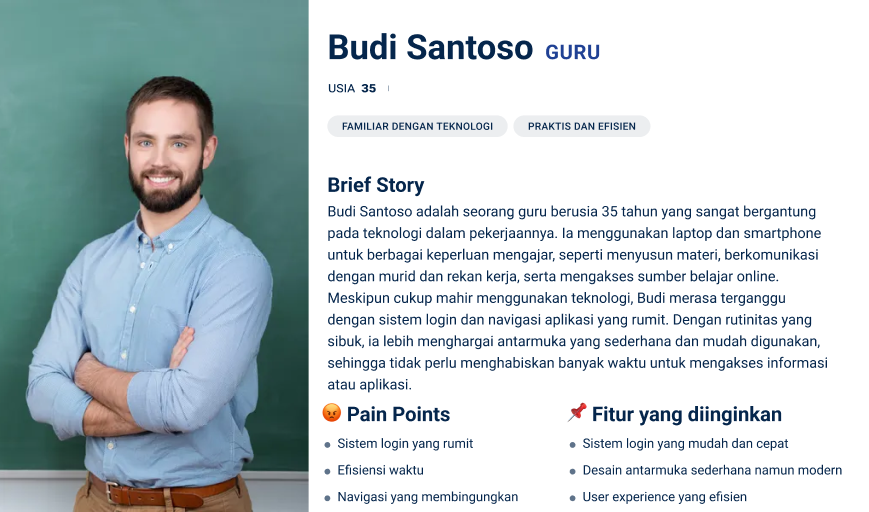 Budi Santoso GURU
USIA 35
FAMILIAR DENGAN TEKNOLOGI
PRAKTIS DAN EFISIEN
Brief Story
Budi Santoso adalah seorang guru berusia 35 tahun yang sangat bergantung
pada teknologi dalam pekerjaannya. Ia menggunakan laptop dan smartphone
untuk berbagai keperluan mengajar, seperti menyusun materi, berkomunikasi
dengan murid dan rekan kerja, serta mengakses sumber belajar online.
Meskipun cukup mahir menggunakan teknologi, Budi merasa terganggu
dengan sistem login dan navigasi aplikasi yang rumit. Dengan rutinitas yang
sibuk, ia lebih menghargai antarmuka yang sederhana dan mudah digunakan,
sehingga tidak perlu menghabiskan banyak waktu untuk mengakses informasi
atau aplikasi.
😡 Pain Points
Sistem login yang rumit
Efisiensi waktu
Navigasi yang membingungkan
📌 Fitur yang diinginkan
Sistem login yang mudah dan cepat
Desain antarmuka sederhana namun modern
User experience yang efisien